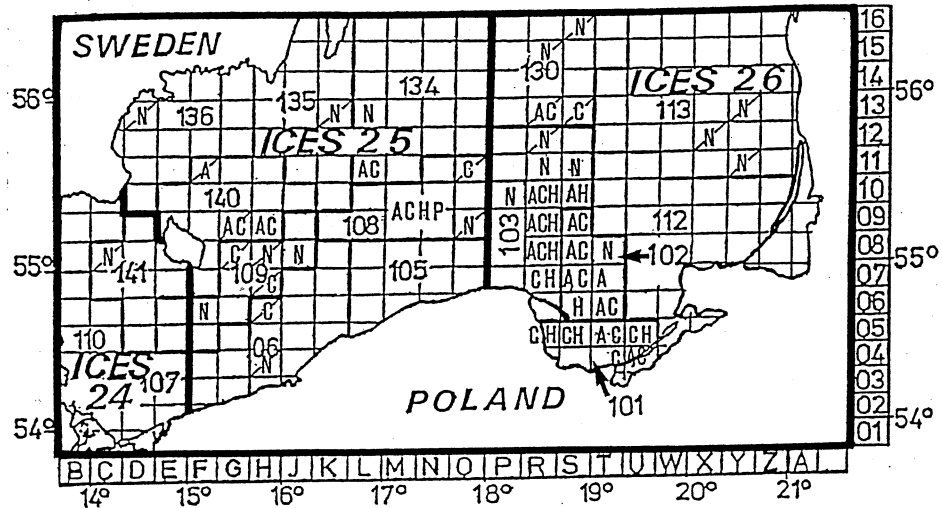 SWEDEN
16
N
15
N
130
14
56° 134 ICES 26 56°
N 136 135 N N AC C 113 N 13
ICES 25 N N 12
A AC C N N N 11
140 N ACH AH 10
AC AC 108 ACHP N 103 ACH AC 112 09
C N N N ACH AC N 102 08
55° 141 109 C 105 CH AC A 07 55°
N C H AC 06
110 CH CH AC CH 05
ICES 06 C AC 04
24 107 N 03
POLAND 101 02
54° 01 54°
B C D E F G H J K L M N O P R S T U W X Y Z A L
14° 15° 16° 17° 18° 19° 20° 21°